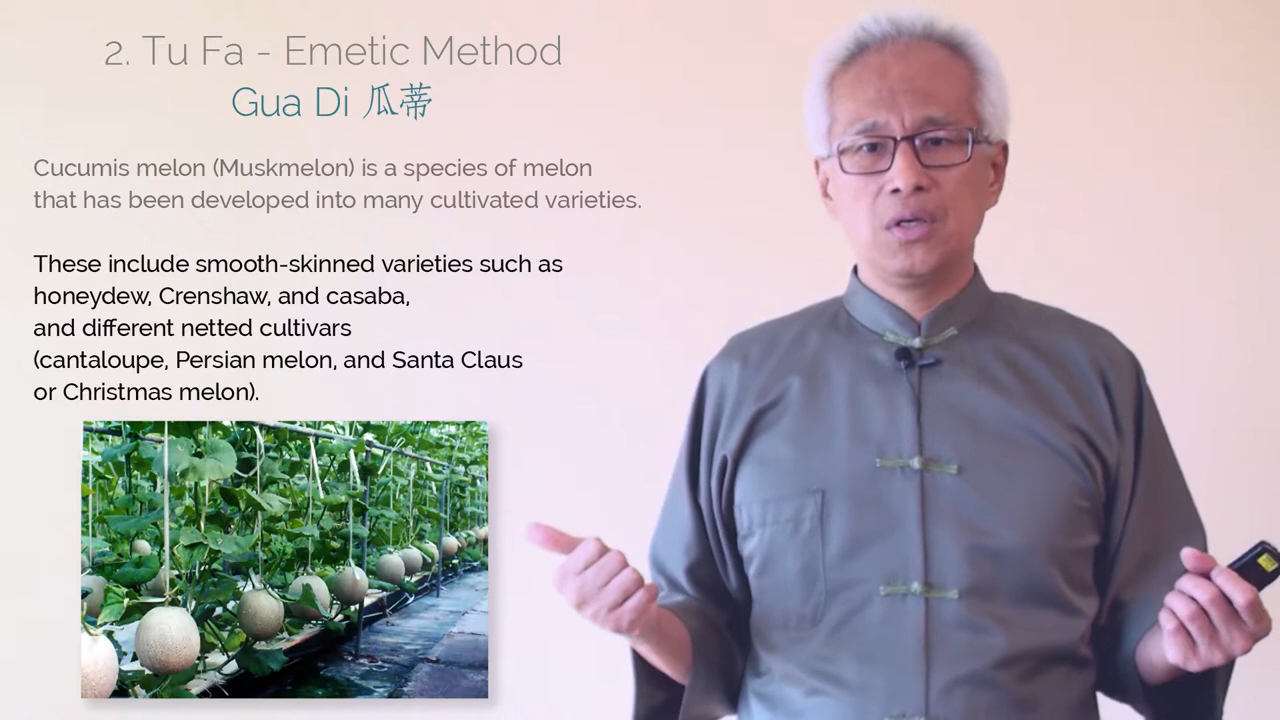 2. Tu Fa - Emetic Method
Gua Di 瓜蒂
Cucumis melon (Muskmelon) is a species of melon
that has been developed into many cultivated varieties.
These include smooth-skinned varieties such as
honeydew, Crenshaw, and casaba,
and different netted cultivars
(cantaloupe, Persian melon, and Santa Claus
or Christmas melon).